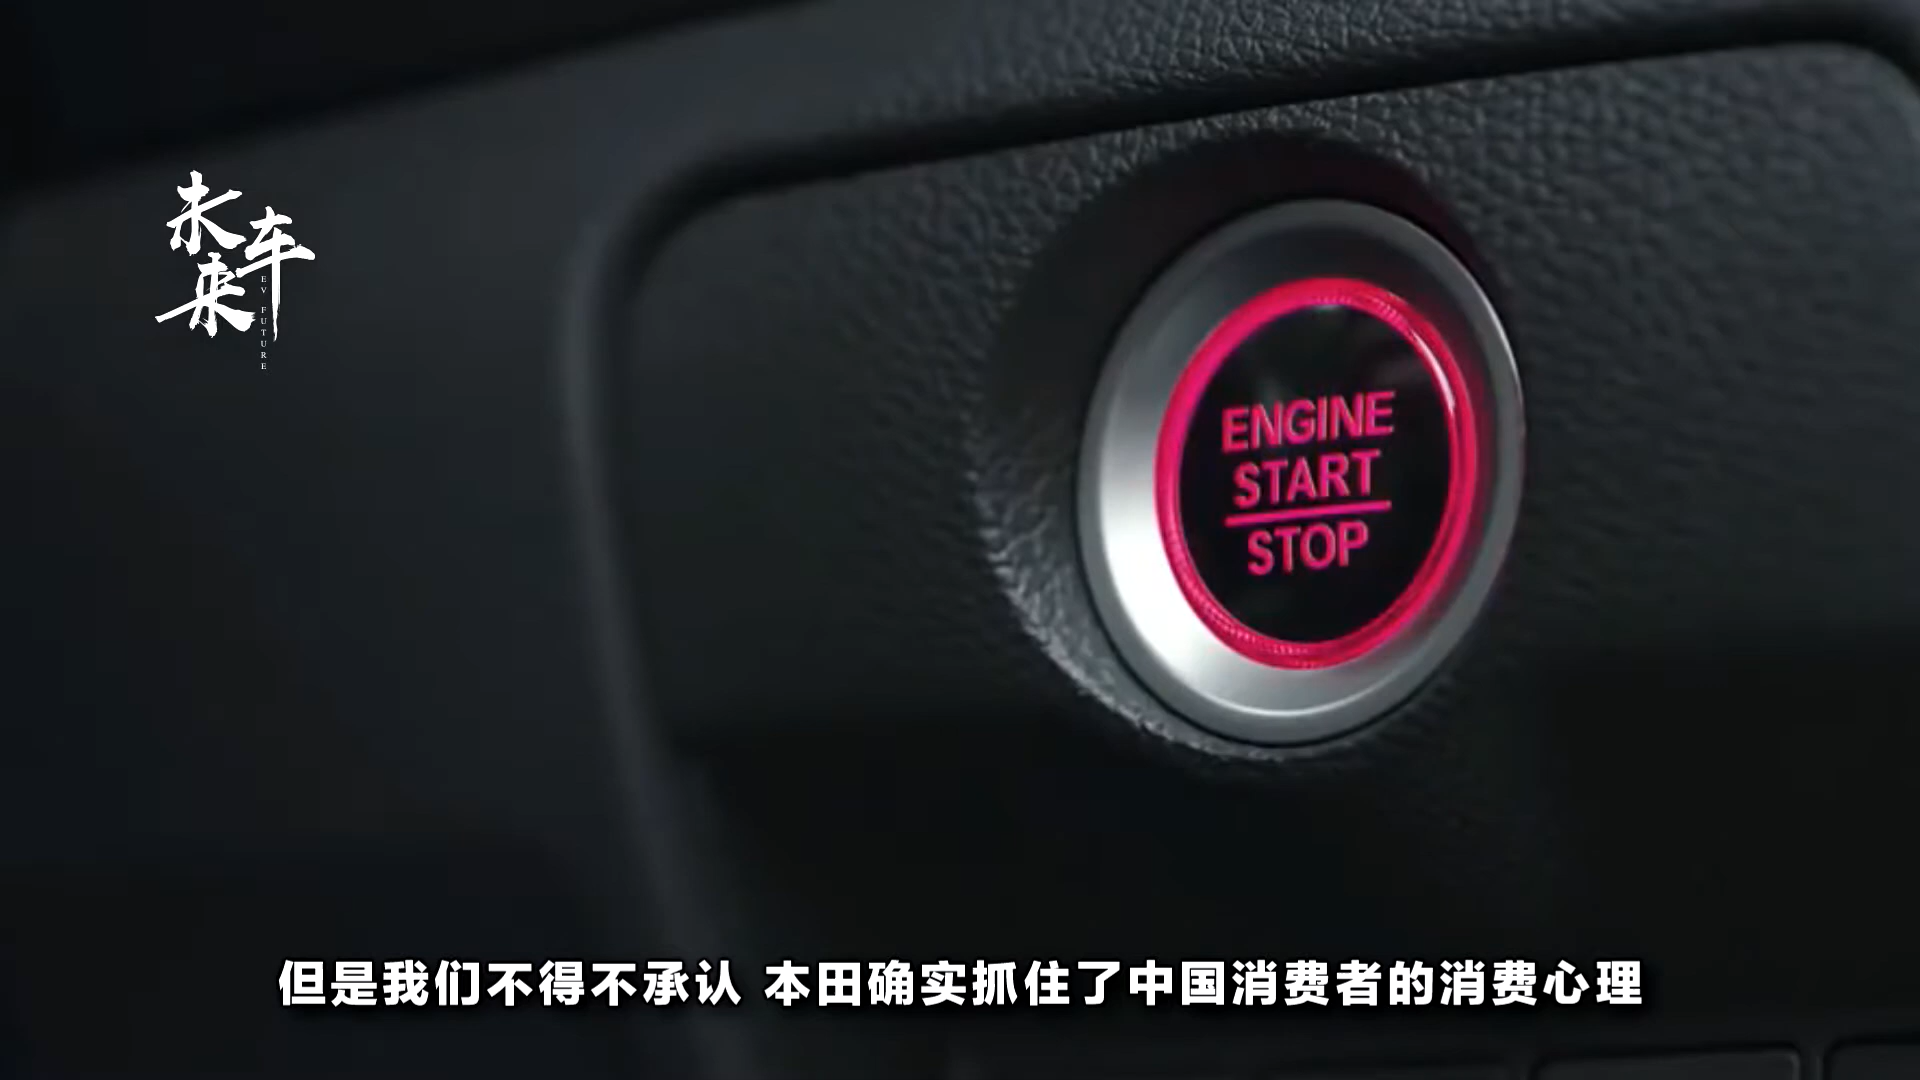 未来车
EV FUTURE
ENGINE
START
STOP
但是我们不得不承认 本田确实抓住了中国消费者的消费心理